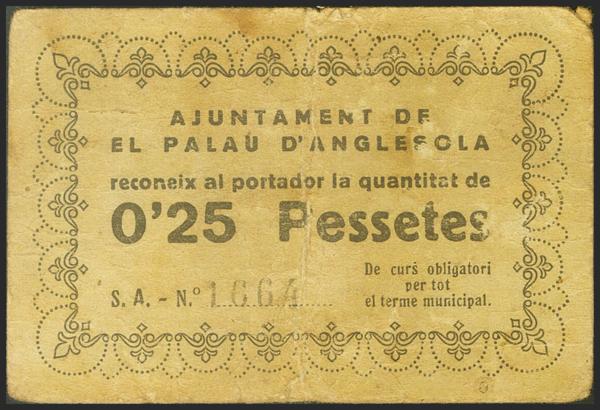 AJUNTAMENT DE
EL PALAU D'ANGLESOLA
reconeix al portador la quantitat de
0'25 Pessetes
S. A. - N.º 1664
De curs obligatori
per tot
el terme municipal.